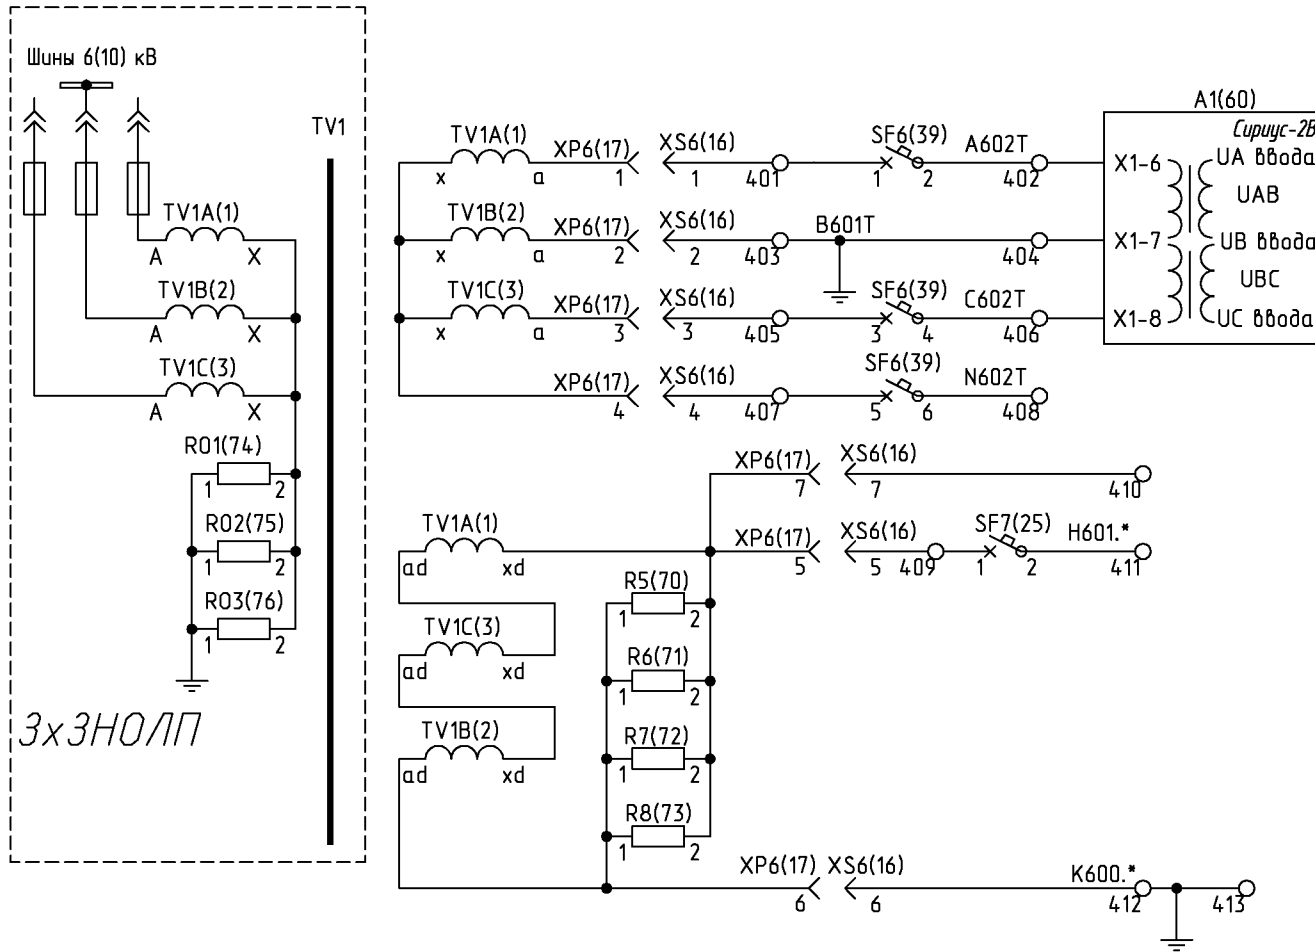 Шины 6(10) кВ
TV1
TV1A(1)
A X
TV1B(2)
A X
TV1C(3)
A X
R01(74)
1 2
R02(75)
1 2
R03(76)
1 2
3хЗНОЛП
TV1A(1) XP6(17) XS6(16) SF6(39) A602T
x a 1 1 401 1 2 402
TV1B(2) XP6(17) XS6(16) B601T
x a 2 2 403 404
TV1C(3) XP6(17) XS6(16) SF6(39) C602T
x a 3 3 405 3 4 406
XP6(17) XS6(16) SF6(39) N602T
4 4 407 5 6 408
A1(60)
Сириус-2В
X1-6 UA ввода
UAB
X1-7 UB ввода
UBC
X1-8 UC ввода
XP6(17) XS6(16)
7 7 410
TV1A(1) XP6(17) XS6(16) SF7(25) H601.*
ad xd 5 5 409 1 2 411
R5(70)
1 2
TV1C(3)
ad xd
R6(71)
1 2
TV1B(2)
ad xd
R7(72)
1 2
R8(73)
1 2
XP6(17) XS6(16) K600.*
6 6 412 413